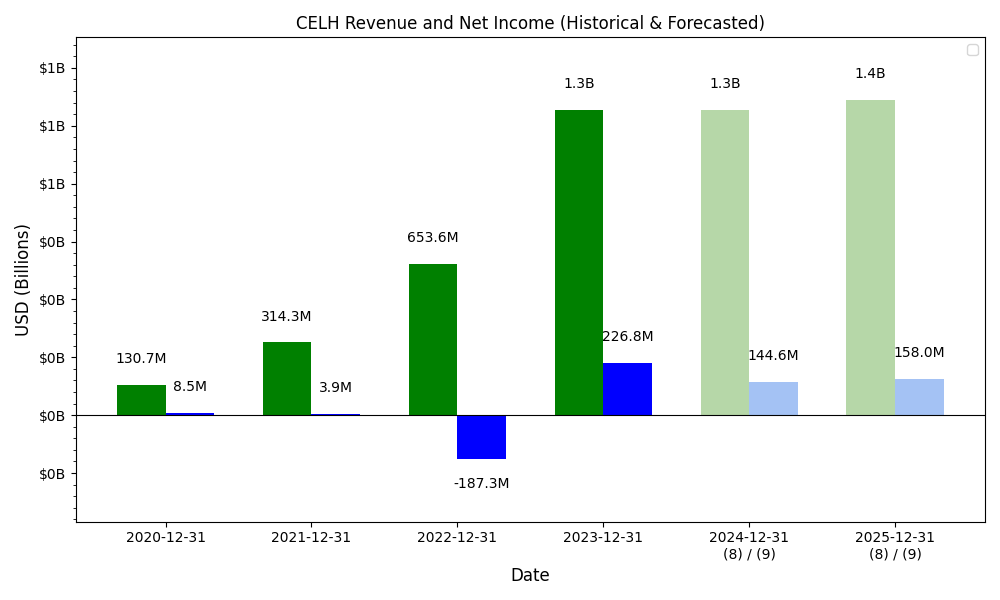 CELH Revenue and Net Income (Historical & Forecasted)
USD (Billions)
$1B
$1B
$1B
$0B
$0B
$0B
$0B
$0B
130.7M
8.5M
314.3M
3.9M
653.6M
-187.3M
1.3B
226.8M
1.3B
144.6M
1.4B
158.0M
2020-12-31
2021-12-31
2022-12-31
2023-12-31
2024-12-31
(8) / (9)
2025-12-31
(8) / (9)
Date